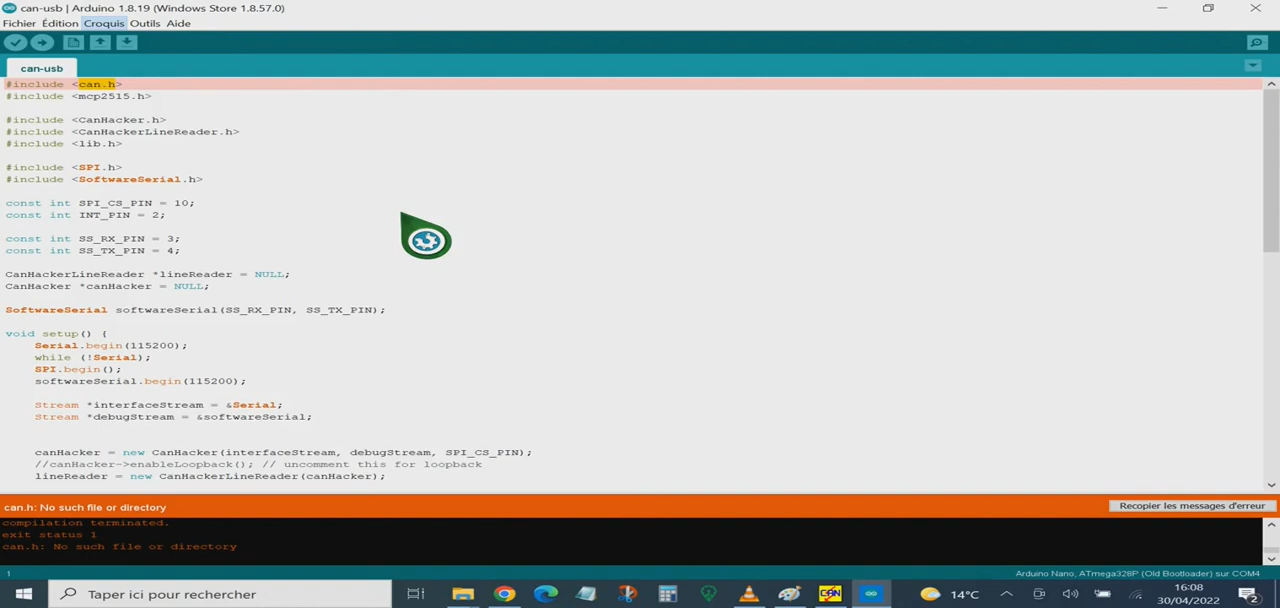 can-usb | Arduino 1.8.19 (Windows Store 1.8.57.0)
Fichier Édition Croquis Outils Aide
can-usb
#include <can.h>
#include <mcp2515.h>
#include <CanHacker.h>
#include <CanHackerLineReader.h>
#include <lib.h>
#include <SPI.h>
#include <SoftwareSerial.h>
const int SPI_CS_PIN = 10;
const int INT_PIN = 2;
const int SS_RX_PIN = 3;
const int SS_TX_PIN = 4;
CanHackerLineReader *lineReader = NULL;
CanHacker *canHacker = NULL;
SoftwareSerial softwareSerial(SS_RX_PIN, SS_TX_PIN);
void setup() {
Serial.begin(115200);
while (!Serial);
SPI.begin();
softwareSerial.begin(115200);
Stream *interfaceStream = &Serial;
Stream *debugStream = &softwareSerial;
canHacker = new CanHacker(interfaceStream, debugStream, SPI_CS_PIN);
//canHacker->enableLoopback(); // uncomment this for loopback
lineReader = new CanHackerLineReader(canHacker);
can.h: No such file or directory
Recopier les messages d'erreur
compilation terminated.
exit status 1
can.h: No such file or directory
1
Arduino Nano, ATmega328P (Old Bootloader) sur COM4
Taper ici pour rechercher
CAN
14°C
16:08
30/04/2022
2